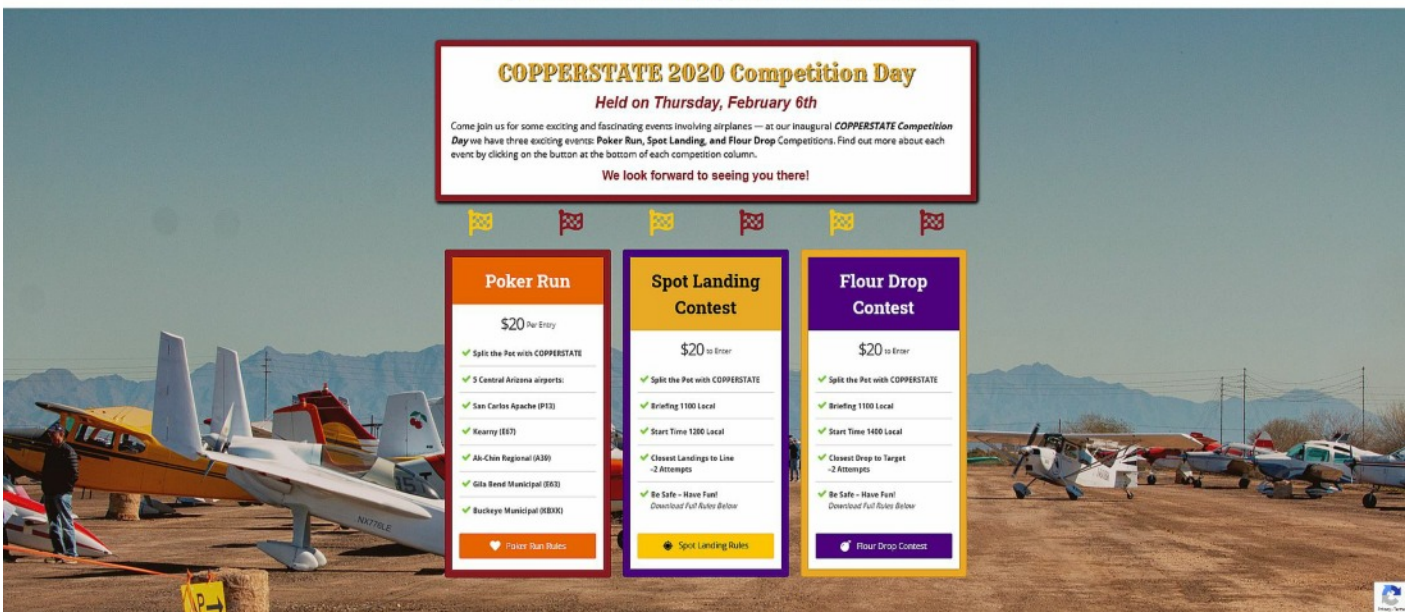 COPPERSTATE 2020 Competition Day
Held on Thursday, February 6th
Come join us for some exciting and fascinating events involving airplanes — at our inaugural COPPERSTATE Competition
Day we have three exciting events: Poker Run, Spot Landing, and Flour Drop Competitions. Find out more about each
event by clicking on the button at the bottom of each competition column.
We look forward to seeing you there!
Poker Run
$20 Per Entry
Split the Pot with COPPERSTATE
5 Central Arizona airports:
San Carlos Apache (P13)
Kearny (E67)
Ak-Chin Regional (A39)
Gila Bend Municipal (E63)
Buckeye Municipal (KBXK)
Poker Run Rules
Spot Landing
Contest
$20 to Enter
Split the Pot with COPPERSTATE
Briefing 1100 Local
Start Time 1200 Local
Closest Landings to Line
-2 Attempts
Be Safe – Have Fun!
Download Full Rules Below
Spot Landing Rules
Flour Drop
Contest
$20 to Enter
Split the Pot with COPPERSTATE
Briefing 1100 Local
Start Time 1400 Local
Closest Drop to Target
-2 Attempts
Be Safe – Have Fun!
Download Full Rules Below
Flour Drop Contest
NX776LE
P
Privacy - Terms